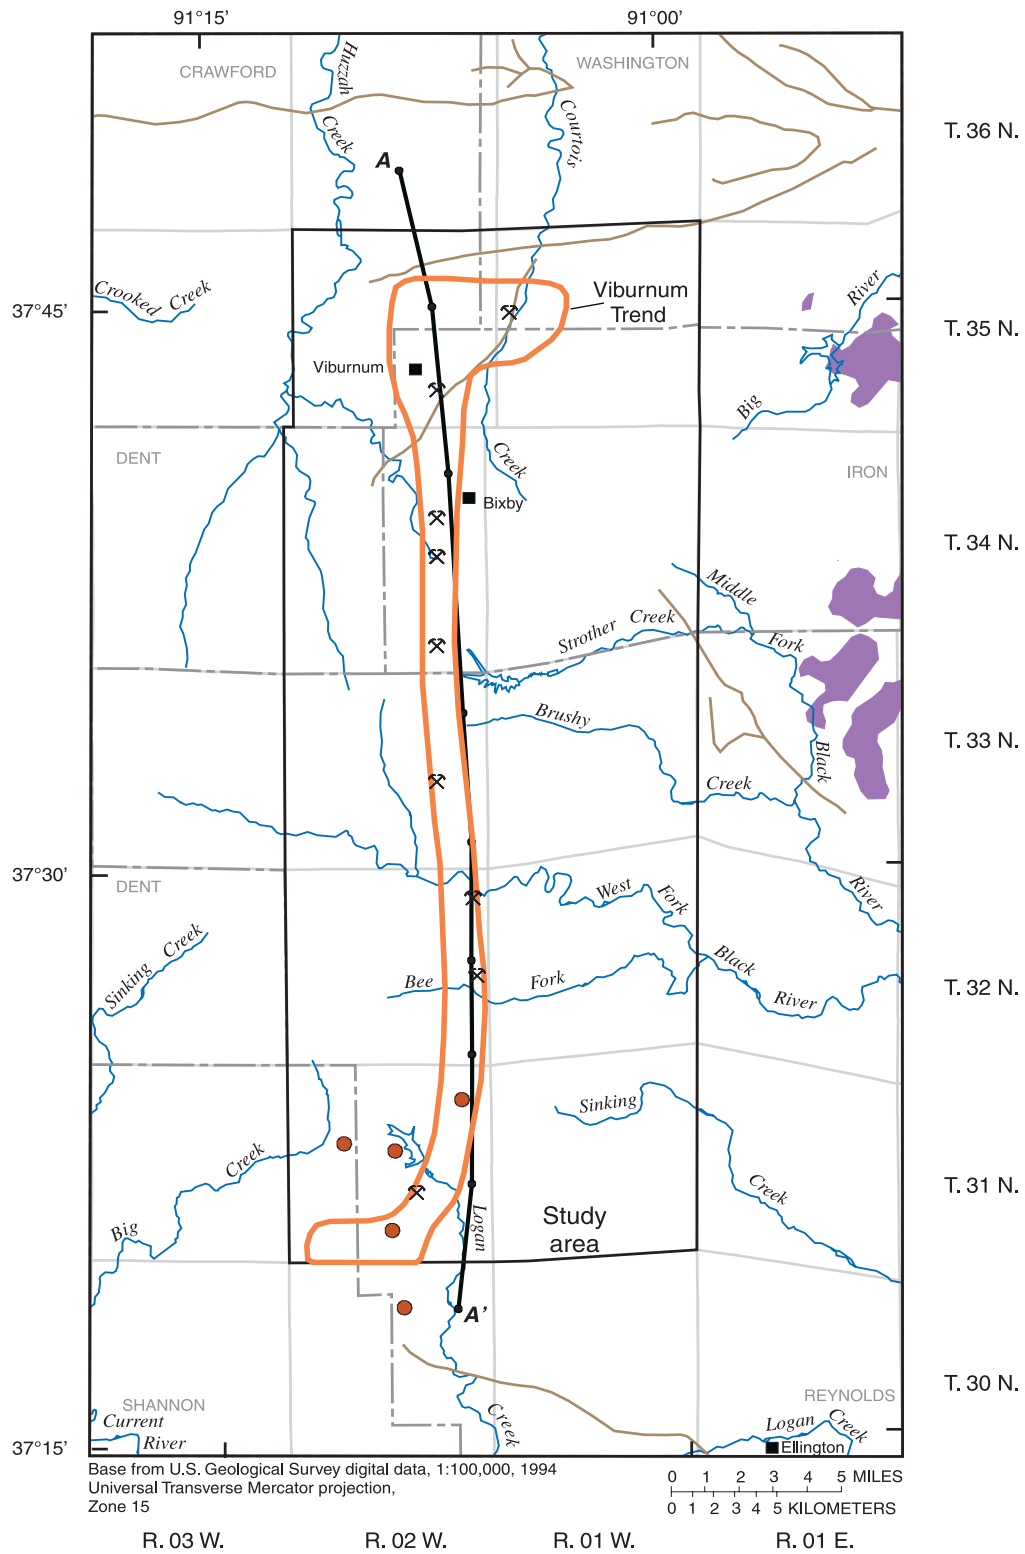 91°15’
91°00’
CRAWFORD
Huzzah
Creek
Courtois
WASHINGTON
T. 36 N.
A
Crooked Creek
37°45’
Viburnum
Trend
River
T. 35 N.
Viburnum
Big
DENT
Creek
Bixby
IRON
T. 34 N.
Middle
Fork
Strother Creek
Brushy
Creek
Black
T. 33 N.
37°30’
DENT
West
Fork
River
Sinking Creek
Bee Fork
Black
River
T. 32 N.
Sinking
Creek
Big
Creek
Logan
Study
area
T. 31 N.
A’
T. 30 N.
SHANNON
REYNOLDS
Current
River
Creek
Logan Creek
Ellington
37°15’
Base from U.S. Geological Survey digital data, 1:100,000, 1994
Universal Transverse Mercator projection,
Zone 15
0 1 2 3 4 5 MILES
0 1 2 3 4 5 KILOMETERS
R. 03 W.
R. 02 W.
R. 01 W.
R. 01 E.